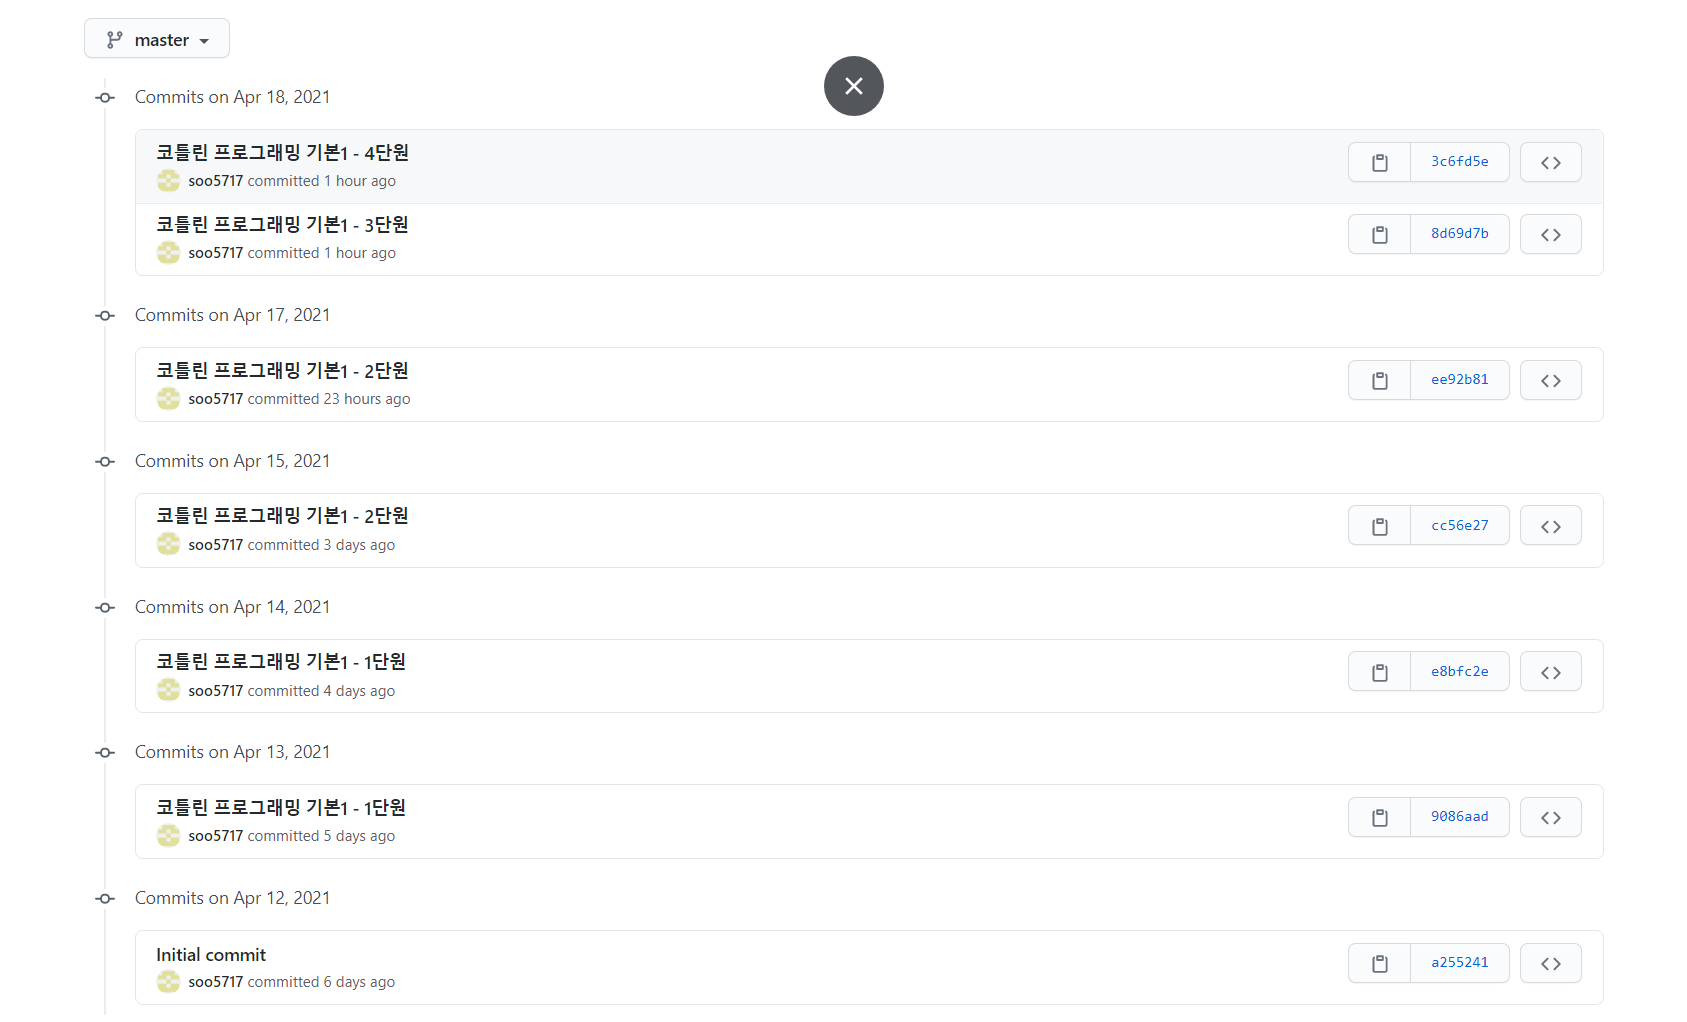 master
Commits on Apr 18, 2021
코틀린 프로그래밍 기본1 - 4단원
3c6fd5e
soo5717 committed 1 hour ago
코틀린 프로그래밍 기본1 - 3단원
8d69d7b
soo5717 committed 1 hour ago
Commits on Apr 17, 2021
코틀린 프로그래밍 기본1 - 2단원
ee92b81
soo5717 committed 23 hours ago
Commits on Apr 15, 2021
코틀린 프로그래밍 기본1 - 2단원
cc56e27
soo5717 committed 3 days ago
Commits on Apr 14, 2021
코틀린 프로그래밍 기본1 - 1단원
e8bfc2e
soo5717 committed 4 days ago
Commits on Apr 13, 2021
코틀린 프로그래밍 기본1 - 1단원
9086aad
soo5717 committed 5 days ago
Commits on Apr 12, 2021
Initial commit
a255241
soo5717 committed 6 days ago